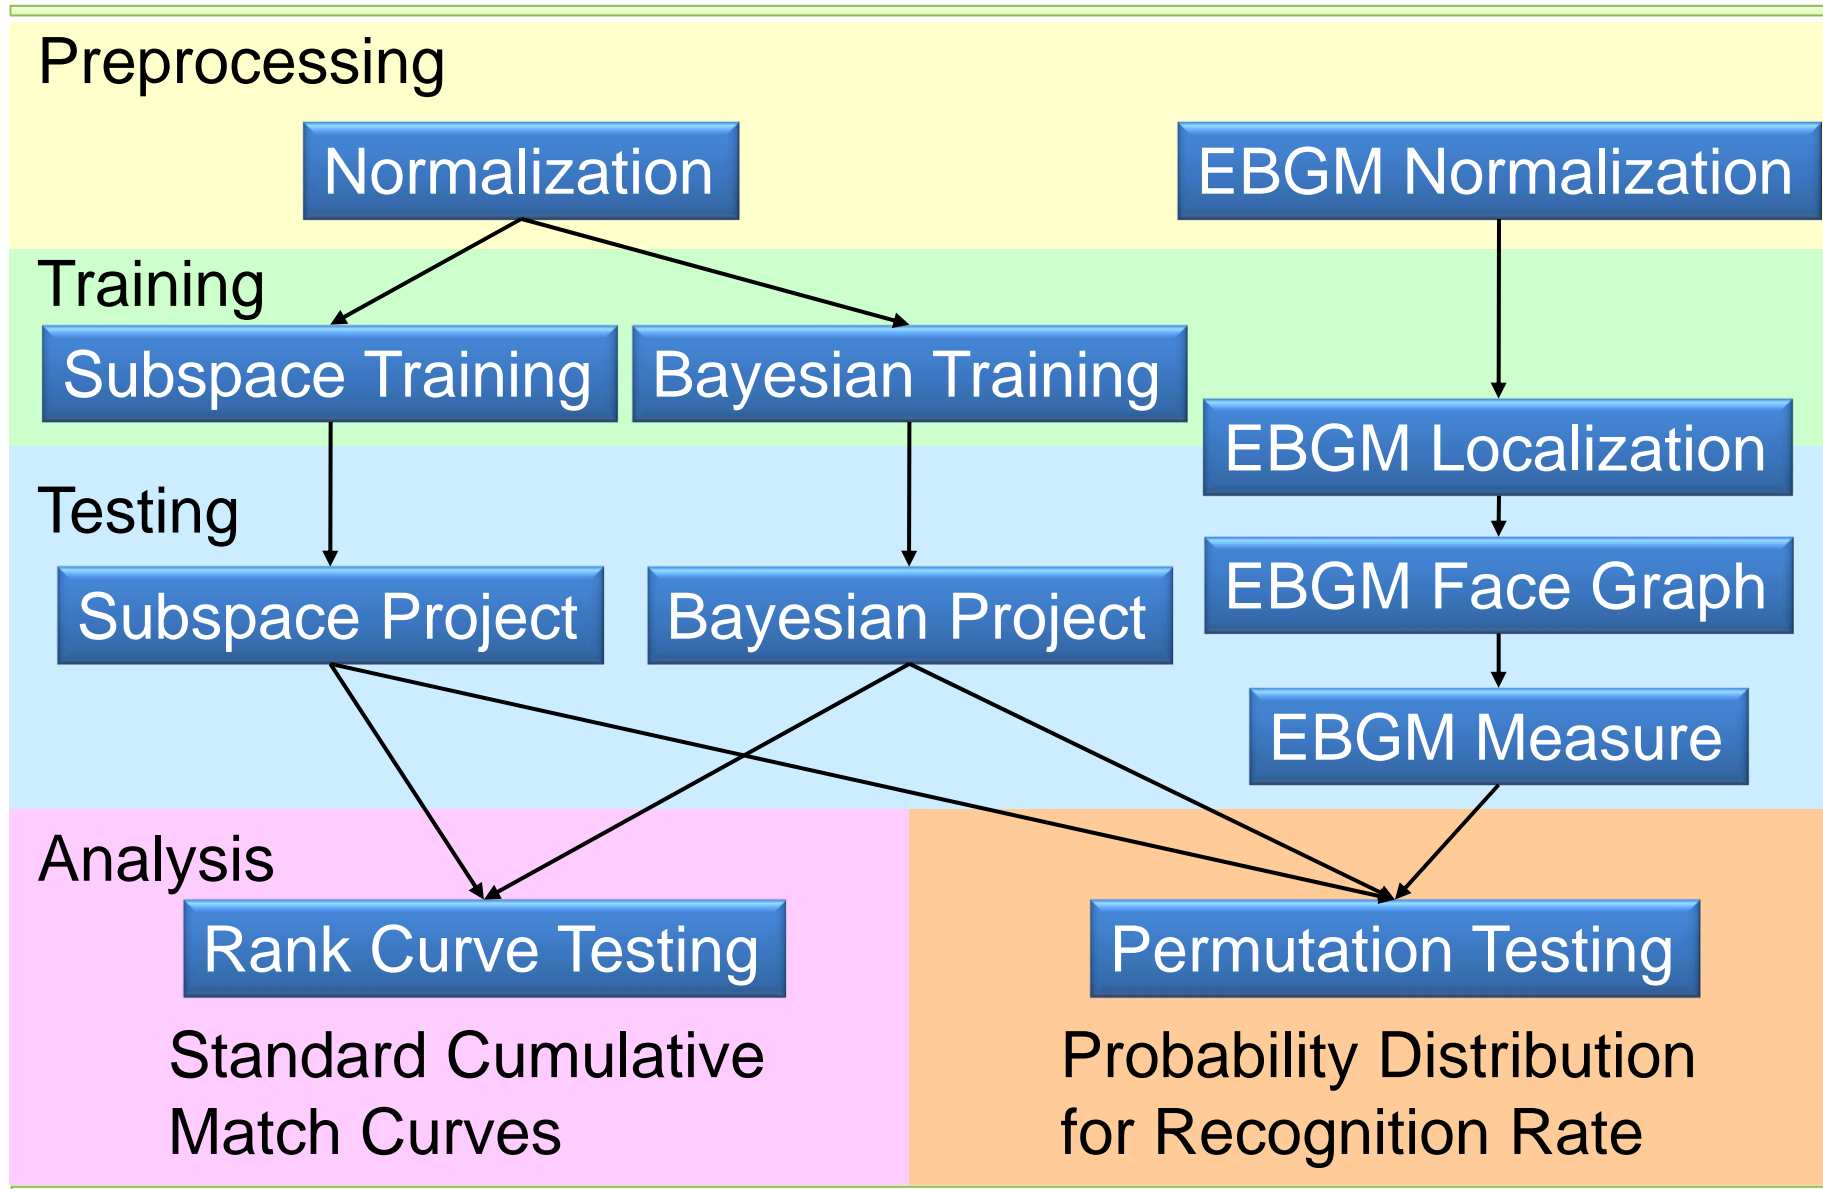 Preprocessing
Normalization
EBGM Normalization
Training
Subspace Training
Bayesian Training
EBGM Localization
Testing
Subspace Project
Bayesian Project
EBGM Face Graph
EBGM Measure
Analysis
Rank Curve Testing
Permutation Testing
Standard Cumulative
Match Curves
Probability Distribution
for Recognition Rate